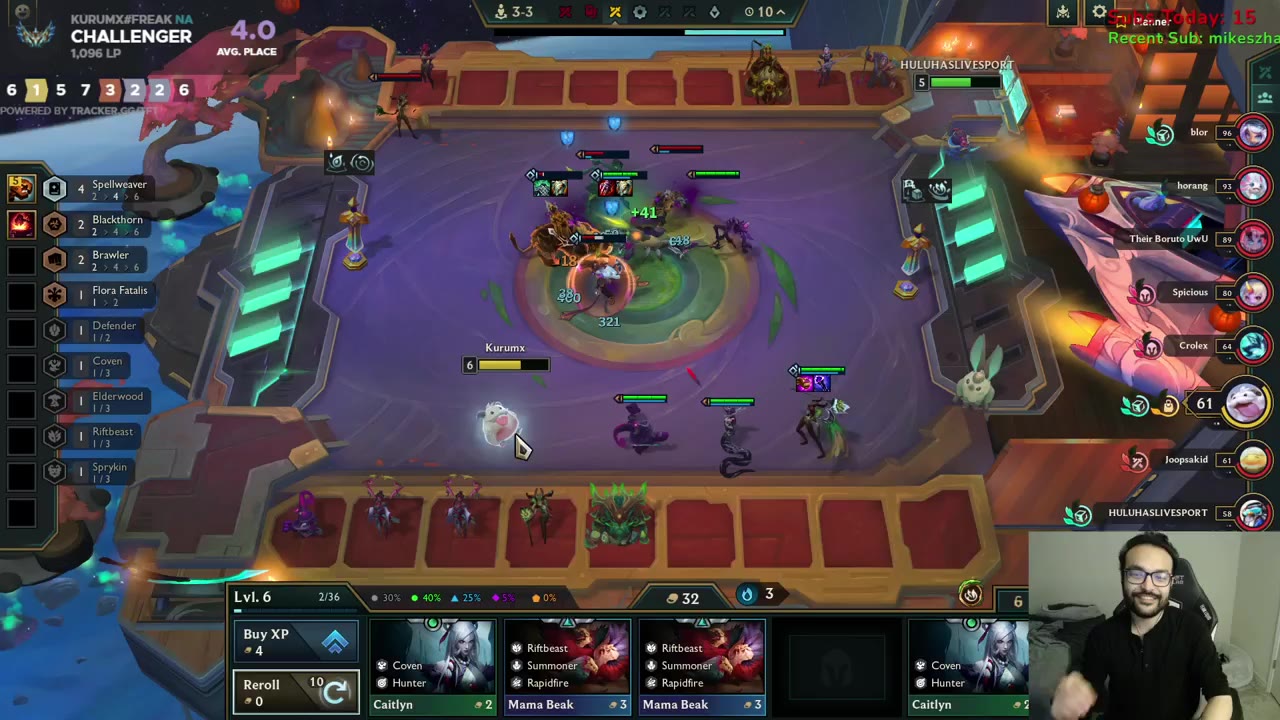 KURUMX#FREAK NA
CHALLENGER
1,096 LP
4.0
AVG. PLACE
6 1 5 7 3 2 2 6
POWERED BY TRACKER.GG/TFT
3-3
10
Subs Today: 15
Planner
Recent Sub: mikeszha
HULUHASLIVESPORT
5
blor 96
horang 93
Their Boruto UwU 89
Spicious 80
Crolex 64
61
Joopsakid 61
HULUHASLIVESPORT 58
5
4 Spellweaver
2 > 4 > 6
2 Blackthorn
2 > 4 > 6
2 Brawler
2 > 4 > 6
1 Flora Fatalis
1 > 2
1 Defender
1 / 2
1 Coven
1 / 3
1 Elderwood
1 / 3
1 Riftbeast
1 / 3
1 Sprykin
1 / 3
+41
18
321
Kurumx
6
Lvl. 6
2/36
30%
40%
25%
5%
0%
32
3
6
Buy XP
4
Reroll
10
0
Coven
Hunter
Caitlyn 2
Riftbeast
Summoner
Rapidfire
Mama Beak 3
Riftbeast
Summoner
Rapidfire
Mama Beak 3
Coven
Hunter
Caitlyn 2